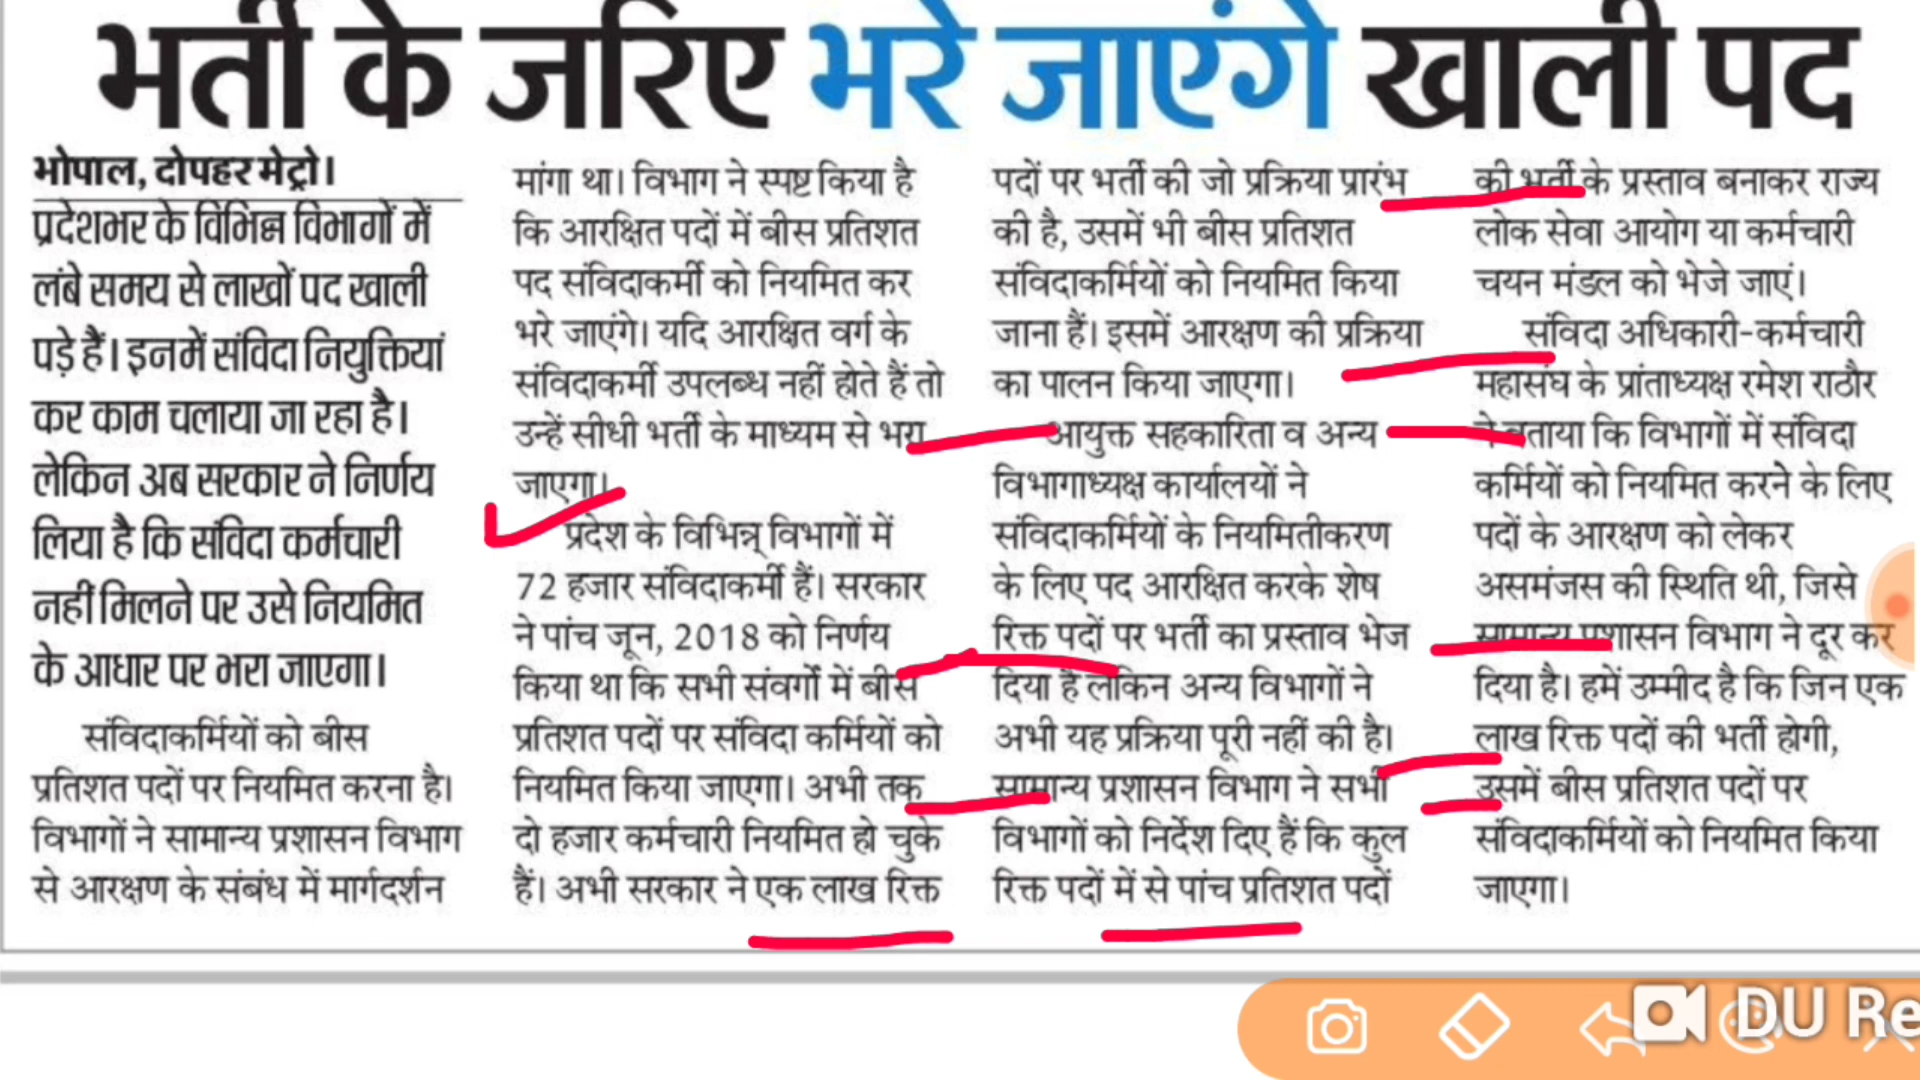 भर्ती के जरिए भरे जाएंगे खाली पद
भोपाल, दोपहर मेट्रो।
प्रदेशभर के विभिन्न विभागों में
लंबे समय से लाखों पद खाली
पड़े हैं। इनमें संविदा नियुक्तियां
कर काम चलाया जा रहा है।
लेकिन अब सरकार ने निर्णय
लिया है कि संविदा कर्मचारी
नहीं मिलने पर उसे नियमित
के आधार पर भरा जाएगा।
संविदाकर्मियों को बीस
प्रतिशत पदों पर नियमित करना है।
विभागों ने सामान्य प्रशासन विभाग
से आरक्षण के संबंध में मार्गदर्शन
मांगा था। विभाग ने स्पष्ट किया है
कि आरक्षित पदों में बीस प्रतिशत
पद संविदाकर्मी को नियमित कर
भरे जाएंगे। यदि आरक्षित वर्ग के
संविदाकर्मी उपलब्ध नहीं होते हैं तो
उन्हें सीधी भर्ती के माध्यम से भरा
जाएगा।
प्रदेश के विभिन्न् विभागों में
72 हजार संविदाकर्मी हैं। सरकार
ने पांच जून, 2018 को निर्णय
किया था कि सभी संवर्गों में बीस
प्रतिशत पदों पर संविदा कर्मियों को
नियमित किया जाएगा। अभी तक
दो हजार कर्मचारी नियमित हो चुके
हैं। अभी सरकार ने एक लाख रिक्त
पदों पर भर्ती की जो प्रक्रिया प्रारंभ
की है, उसमें भी बीस प्रतिशत
संविदाकर्मियों को नियमित किया
जाना हैं। इसमें आरक्षण की प्रक्रिया
का पालन किया जाएगा।
आयुक्त सहकारिता व अन्य
विभागाध्यक्ष कार्यालयों ने
संविदाकर्मियों के नियमितीकरण
के लिए पद आरक्षित करके शेष
रिक्त पदों पर भर्ती का प्रस्ताव भेज
दिया है लेकिन अन्य विभागों ने
अभी यह प्रक्रिया पूरी नहीं की है।
सामान्य प्रशासन विभाग ने सभी
विभागों को निर्देश दिए हैं कि कुल
रिक्त पदों में से पांच प्रतिशत पदों
की भर्ती के प्रस्ताव बनाकर राज्य
लोक सेवा आयोग या कर्मचारी
चयन मंडल को भेजे जाएं।
संविदा अधिकारी-कर्मचारी
महासंघ के प्रांताध्यक्ष रमेश राठौर
ने बताया कि विभागों में संविदा
कर्मियों को नियमित करने के लिए
पदों के आरक्षण को लेकर
असमंजस की स्थिति थी, जिसे
सामान्य प्रशासन विभाग ने दूर कर
दिया है। हमें उम्मीद है कि जिन एक
लाख रिक्त पदों की भर्ती होगी,
उसमें बीस प्रतिशत पदों पर
संविदाकर्मियों को नियमित किया
जाएगा।
DU Re